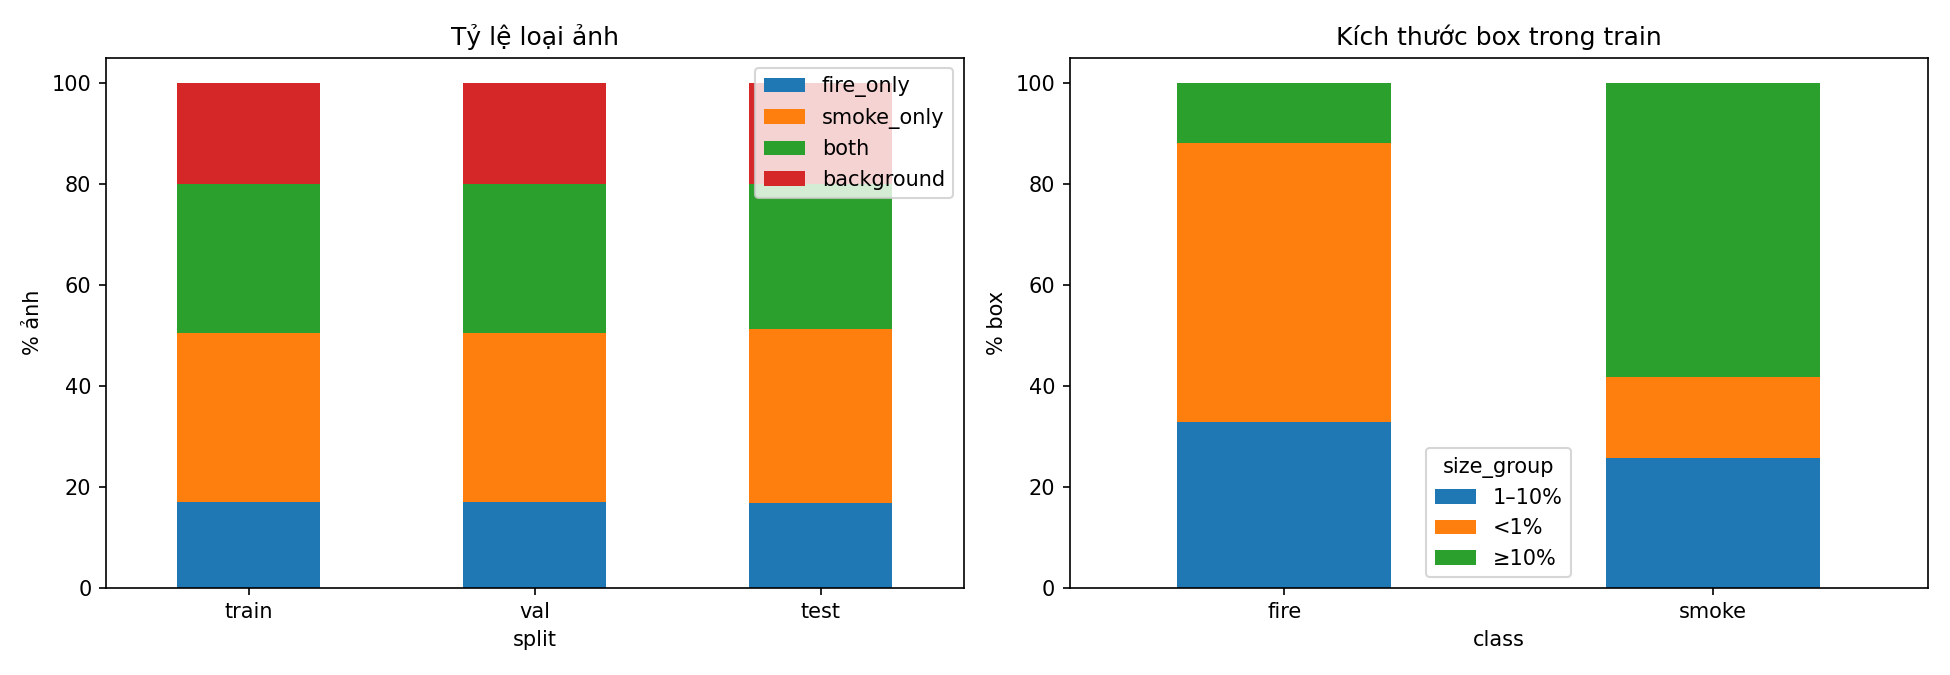 Tỷ lệ loại ảnh
% ảnh
100
80
60
40
20
0
train
val
test
split
fire_only
smoke_only
both
background
Kích thước box trong train
% box
100
80
60
40
20
0
fire
smoke
class
size_group
1–10%
<1%
≥10%